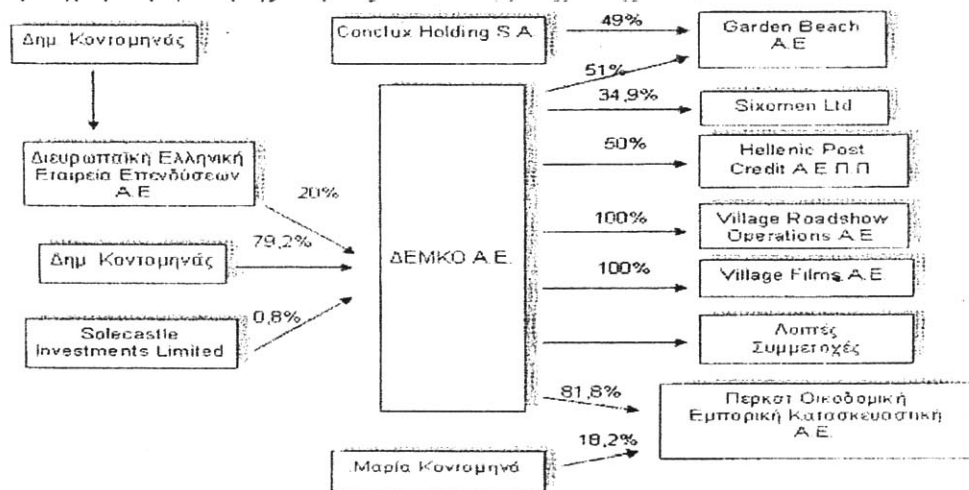 Δημ. Κοντομηνάς
Conclux Holding S.A.
49%
Garden Beach
Α.Ε
51%
34,9%
Sixomen Ltd
Διευρωπαϊκή Ελληνική
Εταιρεία Επενδύσεων
Α.Ε
20%
50%
Hellenic Post
Credit Α.Ε.Π.Π
79,2%
Δημ. Κοντομηνάς
ΔΕΜΚΟ Α.Ε.
100%
Village Roadshow
Operations Α.Ε
100%
Village Films Α.Ε
0,8%
Solecastle
Investments Limited
Λοιπές
Συμμετοχές
81,8%
Περκατ Οικοδομική
Εμπορική Κατασκευαστική
Α.Ε.
18,2%
Μαρία Κοντομηνά